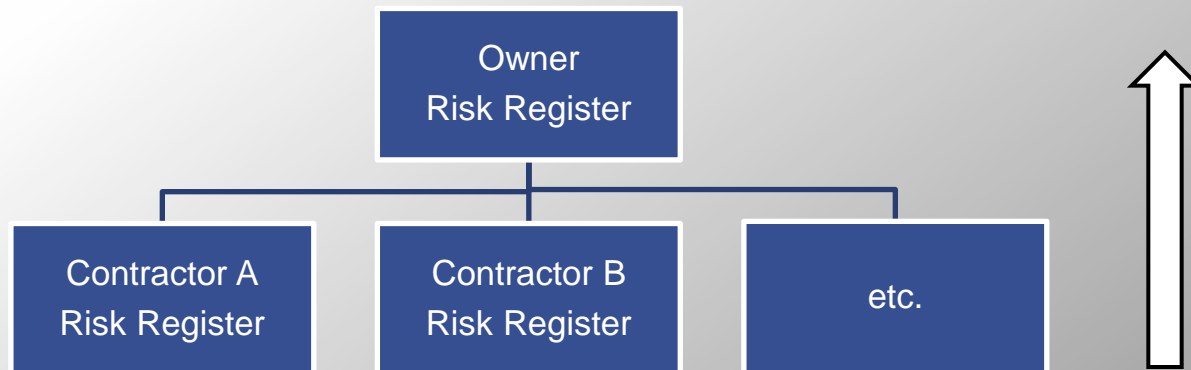 Owner
Risk Register
Contractor A
Risk Register
Contractor B
Risk Register
etc.